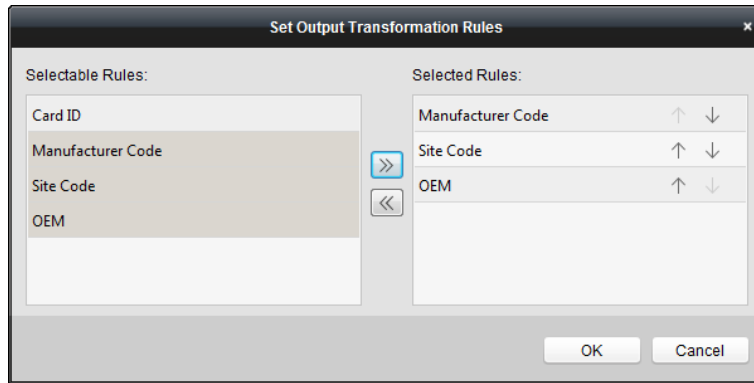 Set Output Transformation Rules
Selectable Rules:
Card ID
Manufacturer Code
Site Code
OEM
Selected Rules:
Manufacturer Code
Site Code
OEM
OK
Cancel